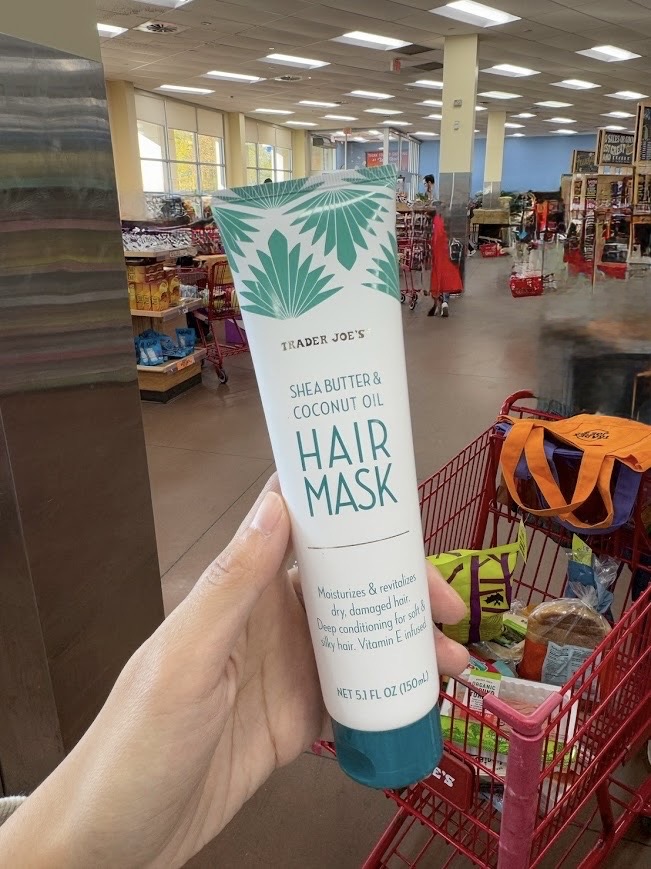 TRADER JOE'S
SHEA BUTTER &
COCONUT OIL
HAIR
MASK
Moisturizes & revitalizes
dry, damaged hair.
Deep conditioning for soft &
silky hair. Vitamin E infused
NET 5.1 FL OZ (150mL)
ORGANIC